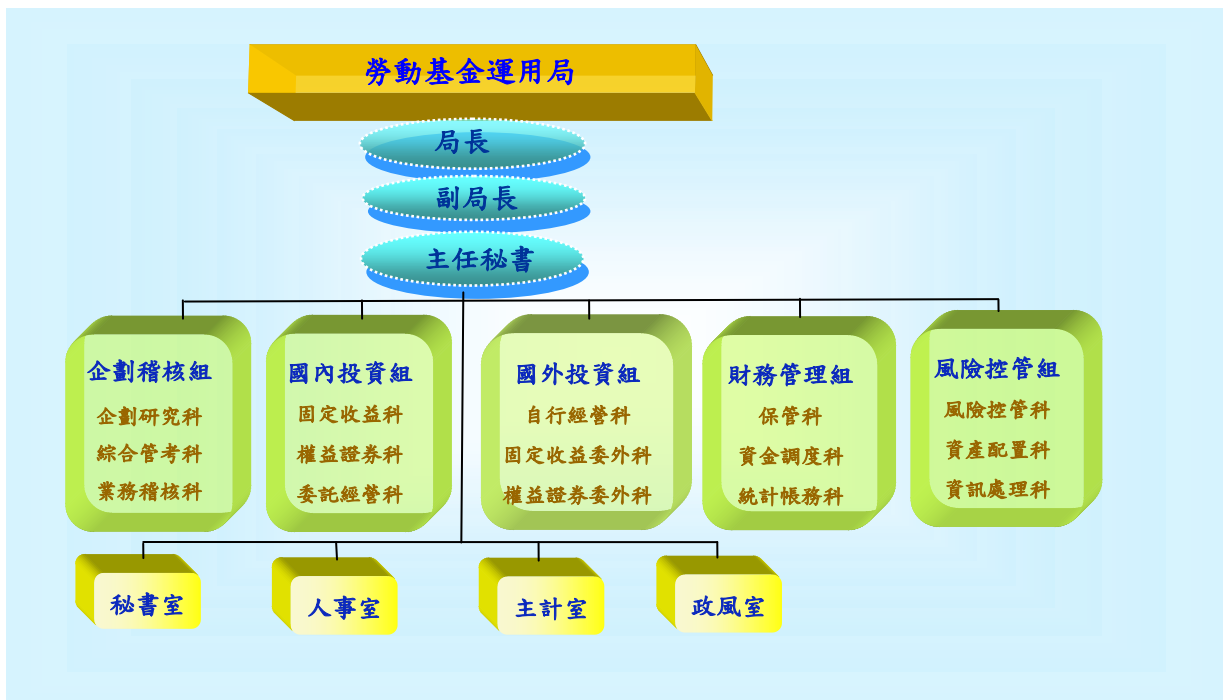 勞動基金運用局
局長
副局長
主任秘書
企劃稽核組
企劃研究科
綜合管考科
業務稽核科
國內投資組
固定收益科
權益證券科
委託經營科
國外投資組
自行經營科
固定收益委外科
權益證券委外科
財務管理組
保管科
資金調度科
統計帳務科
風險控管組
風險控管科
資產配置科
資訊處理科
秘書室
人事室
主計室
政風室